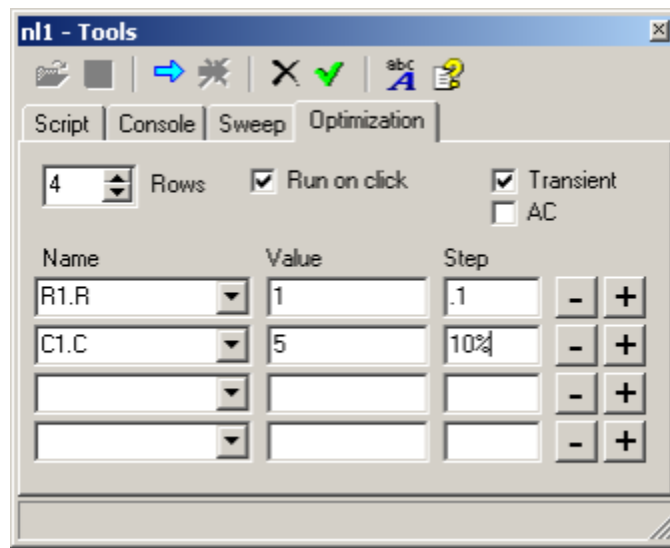 nl1 - Tools
abc A
Script Console Sweep Optimization
4 Rows Run on click Transient
AC
Name Value Step
R1.R 1 .1 - +
C1.C 5 10% - +
- +
- +